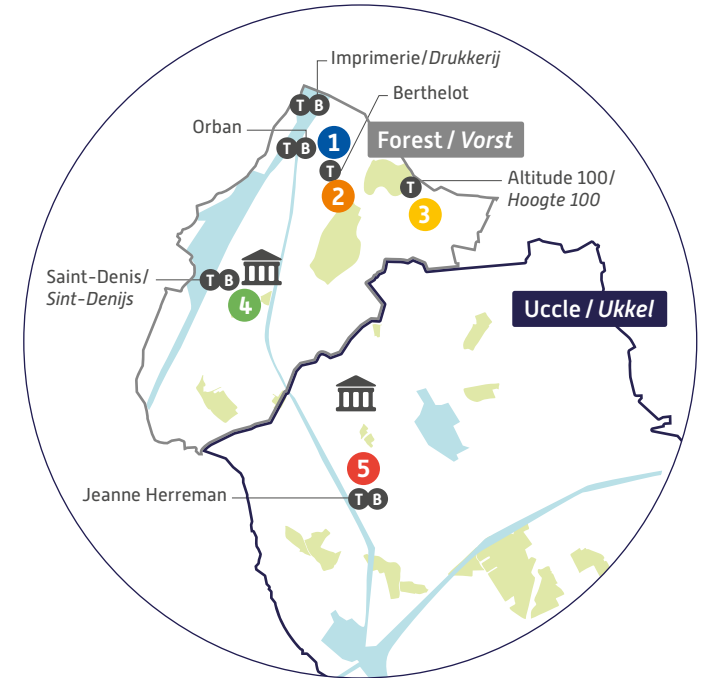 Imprimerie/Drukkerij
T B
Berthelot
Orban
T B
1
Forest / Vorst
T
2
T
Altitude 100/
Hoogte 100
3
Saint-Denis/
Sint-Denijs
T B
4
Uccle / Ukkel
5
Jeanne Herreman
T B